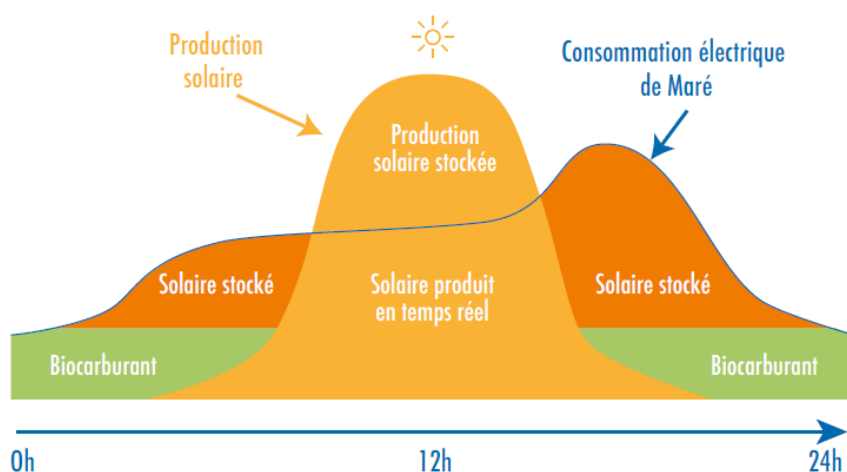 Production
solaire
Consommation électrique
de Maré
Production
solaire stockée
Solaire stocké
Solaire produit
en temps réel
Solaire stocké
Biocarburant
Biocarburant
0h
12h
24h